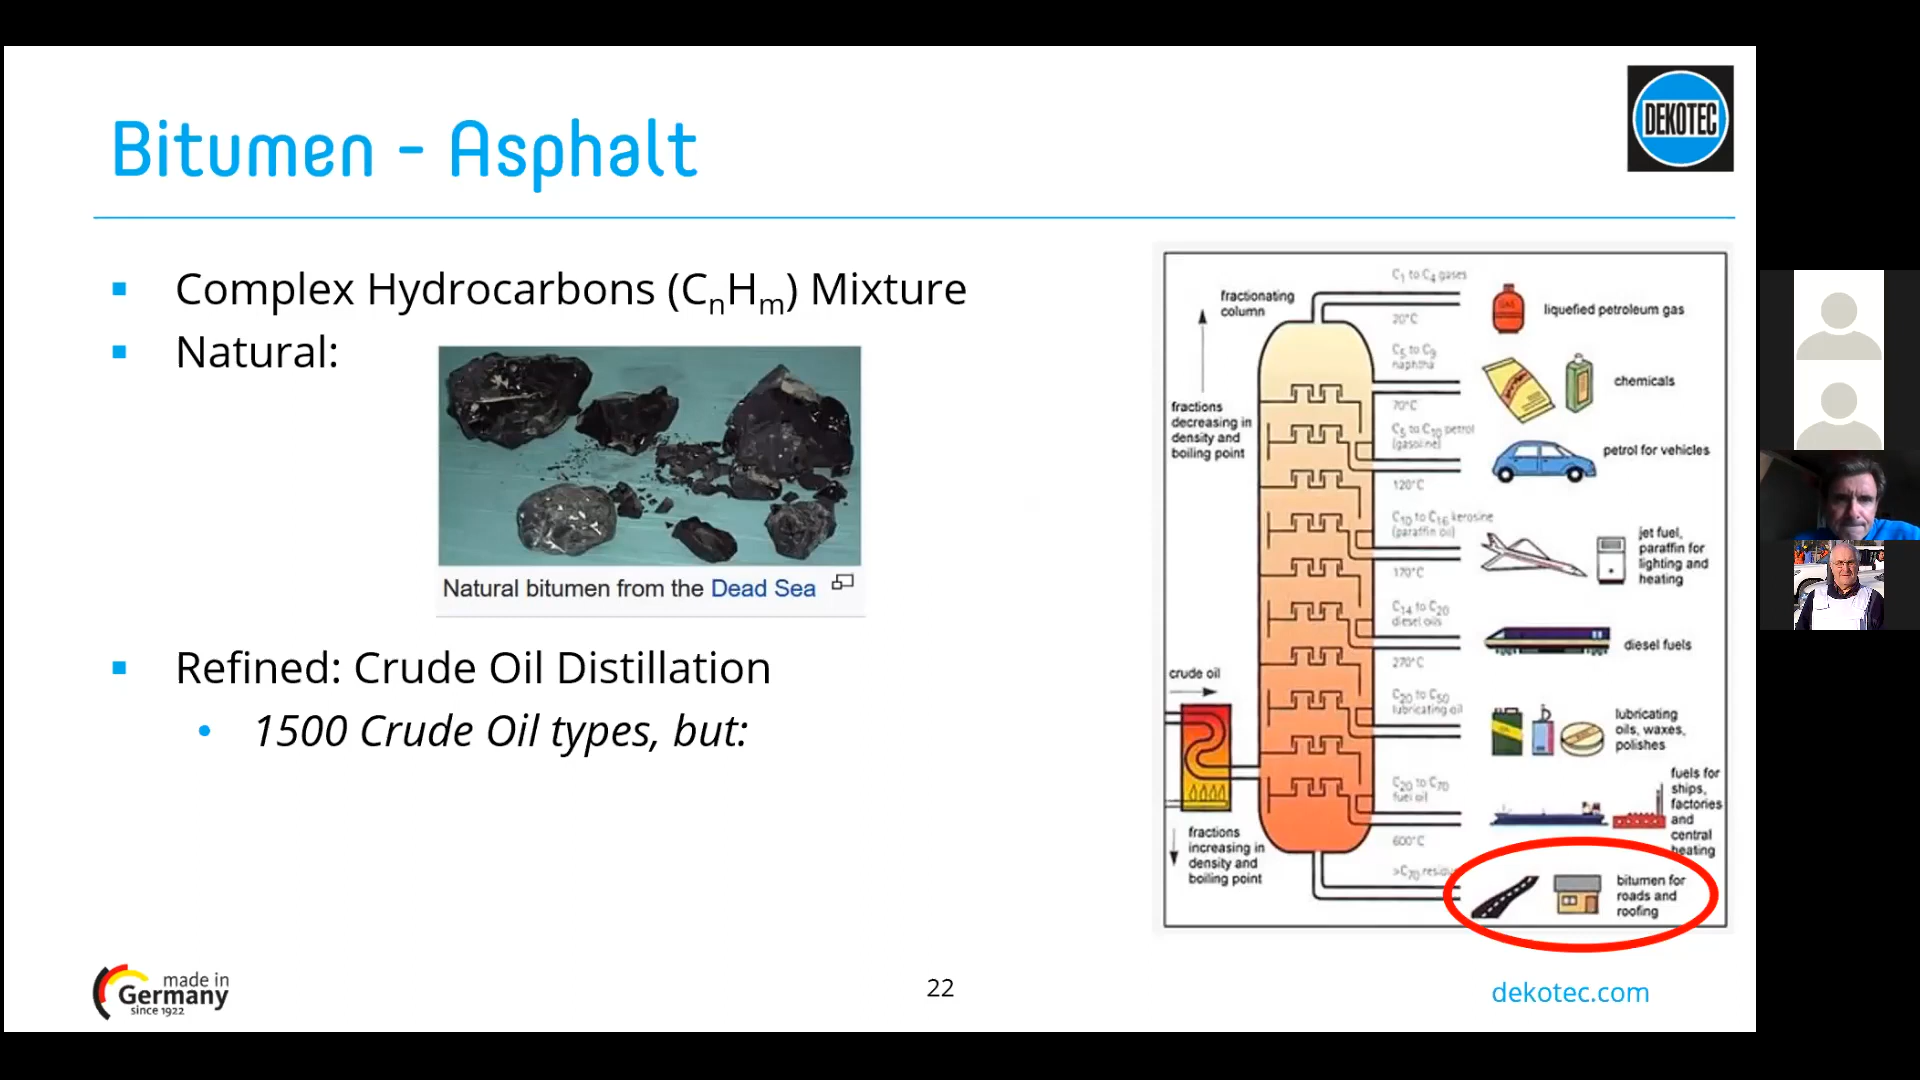 Bitumen - Asphalt
DEKOTEC
▪ Complex Hydrocarbons (CnHm) Mixture
▪ Natural:
Natural bitumen from the Dead Sea
▪ Refined: Crude Oil Distillation
• 1500 Crude Oil types, but:
fractionating
column
fractions
decreasing in
density and
boiling point
crude oil
fractions
increasing in
density and
boiling point
C1 to C4 gases
20°C
liquefied petroleum gas
GAS
C5 to C9
naphtha
70°C
chemicals
C5 to C10 petrol
(gasoline)
120°C
petrol for vehicles
C10 to C16 kerosine
(paraffin oil)
170°C
jet fuel,
paraffin for
lighting and
heating
C14 to C20
diesel oils
270°C
diesel fuels
C20 to C50
lubricating oil
lubricating
oils, waxes,
polishes
C20 to C70
fuel oil
600°C
fuels for
ships,
factories
and
central
heating
>C70 residu
bitumen for
roads and
roofing
made in
Germany
since 1922
22
dekotec.com